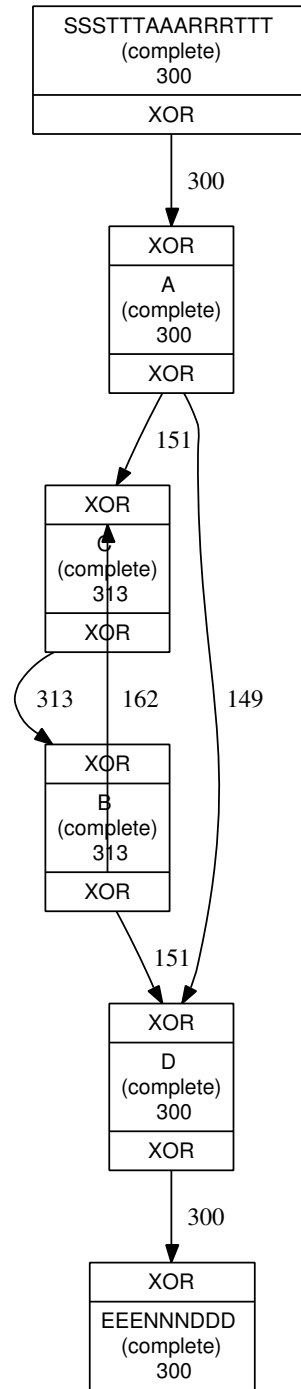 SSSTTTAAARRRTTT
(complete)
300
XOR
300
XOR
A
(complete)
300
XOR
151
XOR
C
(complete)
313
XOR
313
162
149
XOR
B
(complete)
313
XOR
151
XOR
D
(complete)
300
XOR
300
XOR
EEENNNDDD
(complete)
300